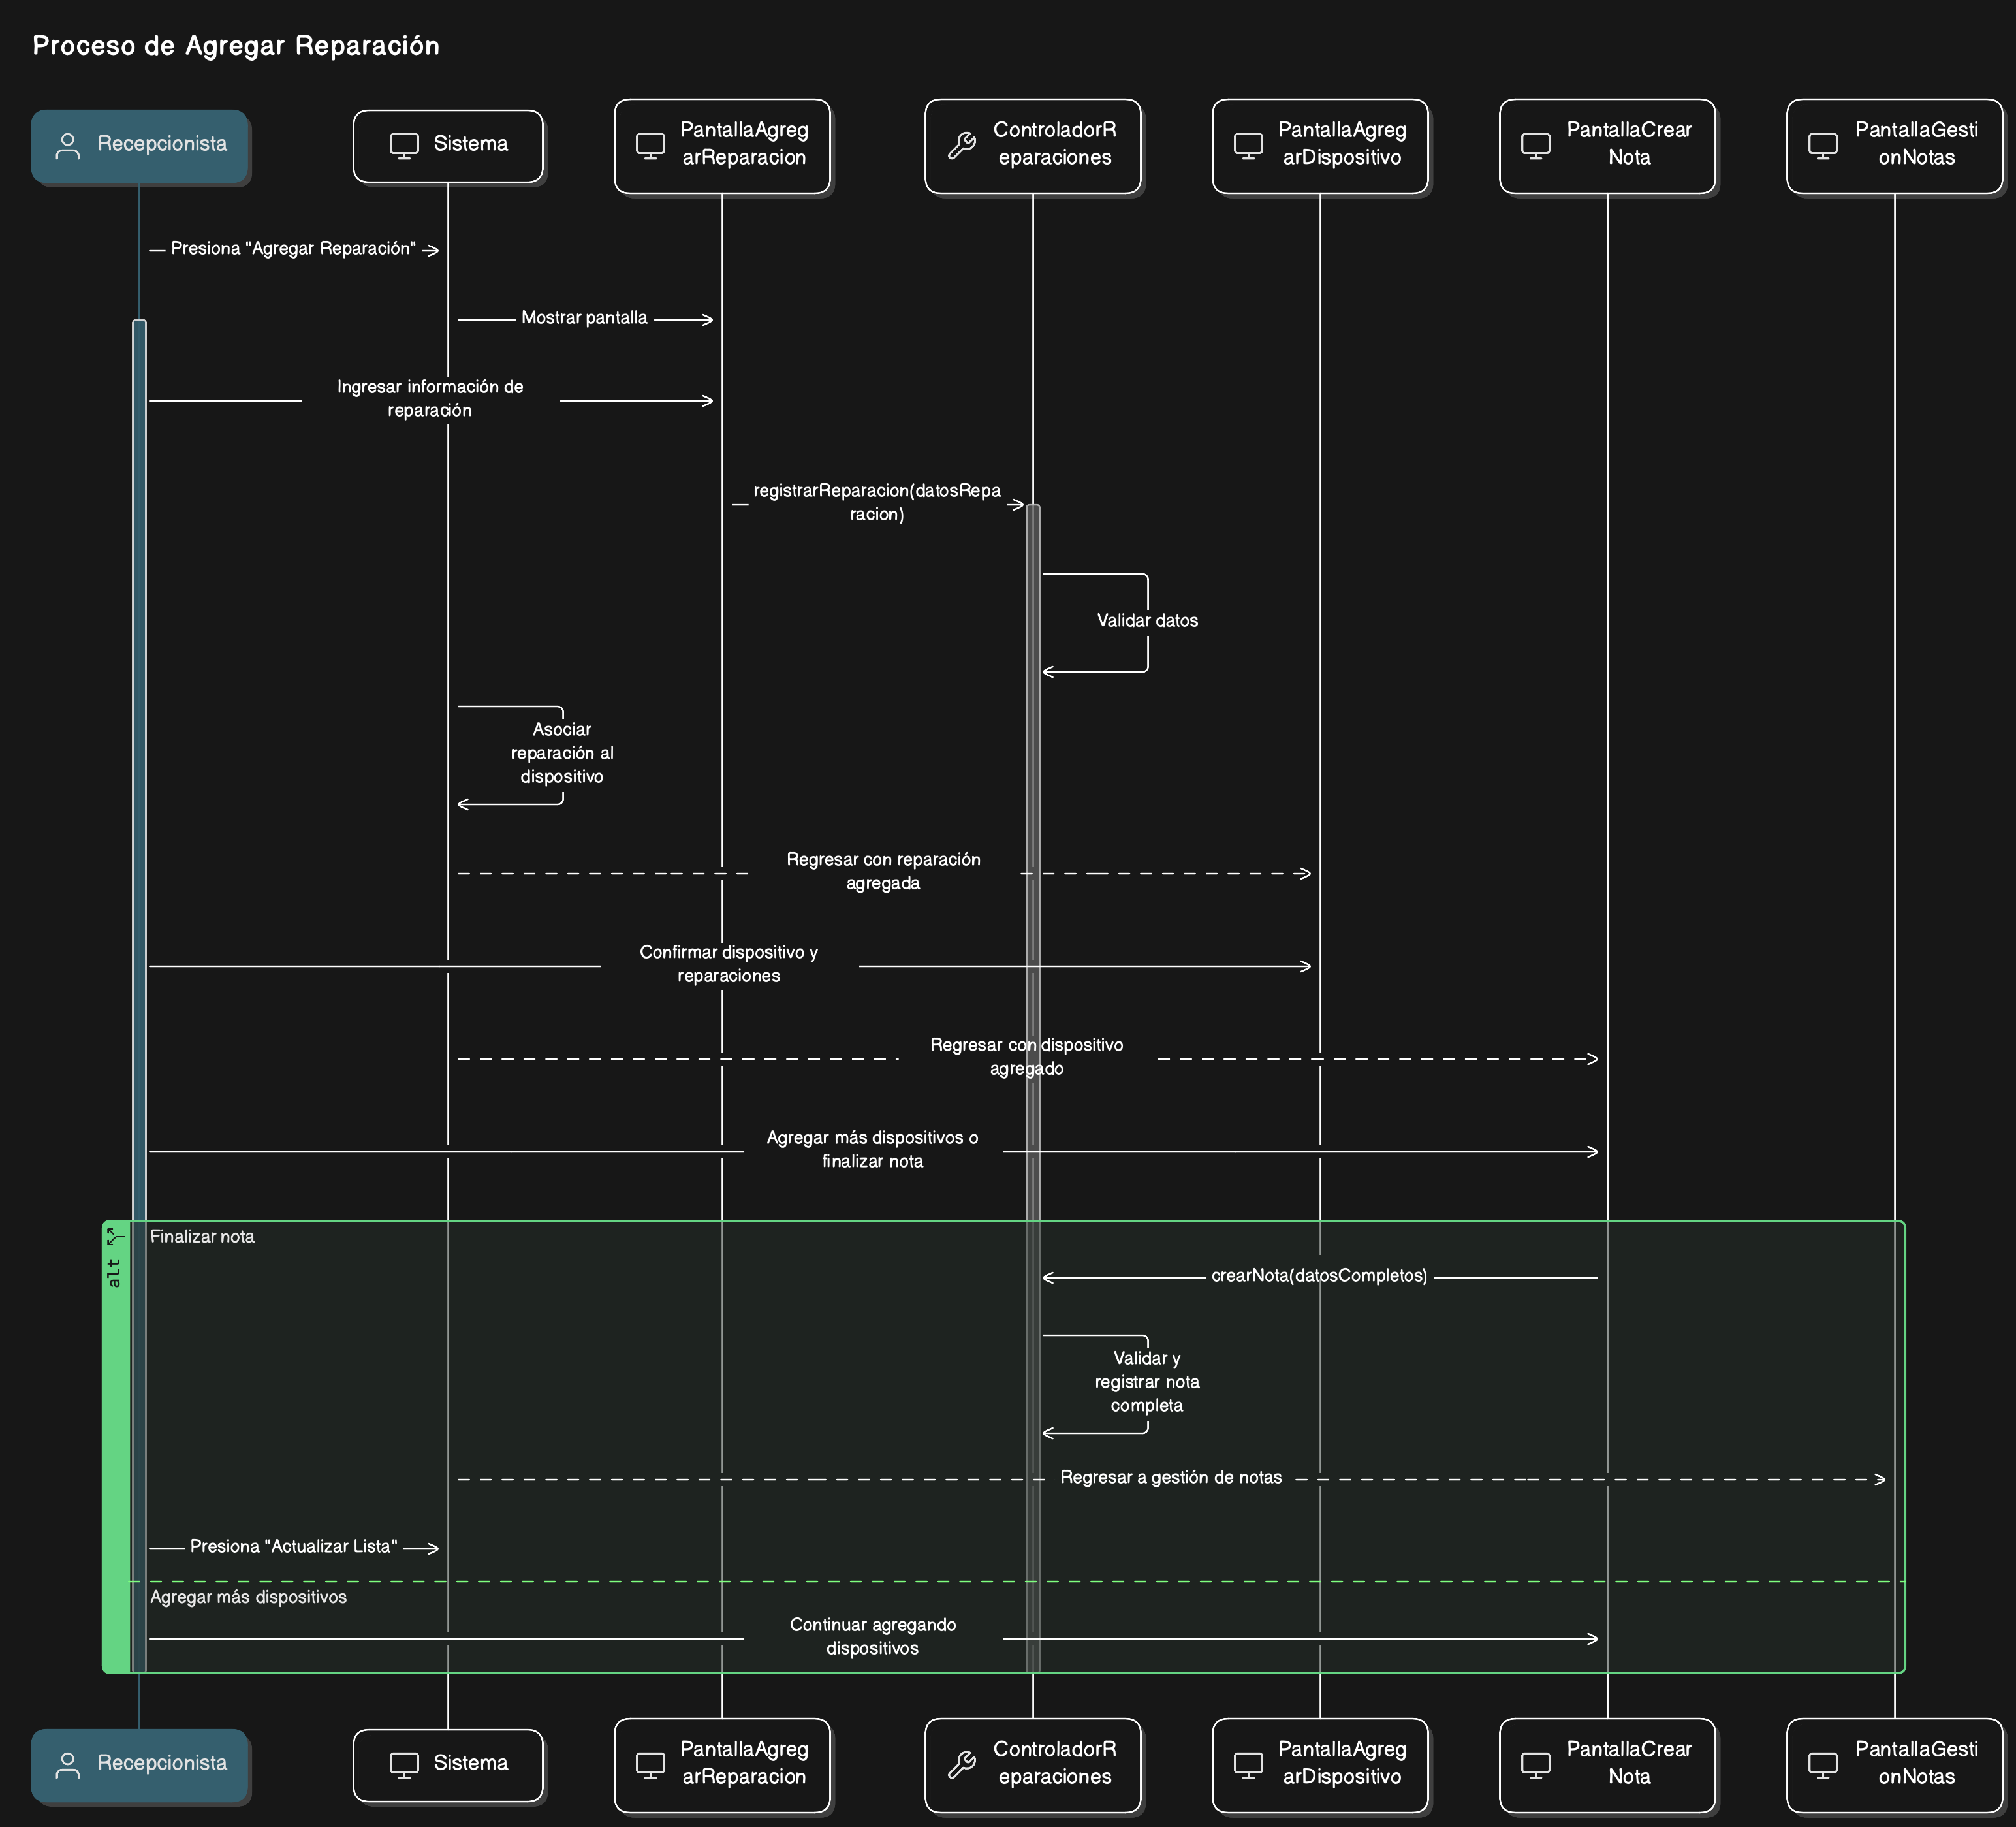 Proceso de Agregar Reparación
Recepcionista
Sistema
PantallaAgreg
arReparacion
ControladorR
eparaciones
PantallaAgreg
arDispositivo
PantallaCrear
Nota
PantallaGesti
onNotas
Presiona "Agregar Reparación"
Mostrar pantalla
Ingresar información de
reparación
registrarReparacion(datosRepa
racion)
Validar datos
Asociar
reparación al
dispositivo
Regresar con reparación
agregada
Confirmar dispositivo y
reparaciones
Regresar con dispositivo
agregado
Agregar más dispositivos o
finalizar nota
alt
Finalizar nota
crearNota(datosCompletos)
Validar y
registrar nota
completa
Regresar a gestión de notas
Presiona "Actualizar Lista"
Agregar más dispositivos
Continuar agregando
dispositivos
Recepcionista
Sistema
PantallaAgreg
arReparacion
ControladorR
eparaciones
PantallaAgreg
arDispositivo
PantallaCrear
Nota
PantallaGesti
onNotas